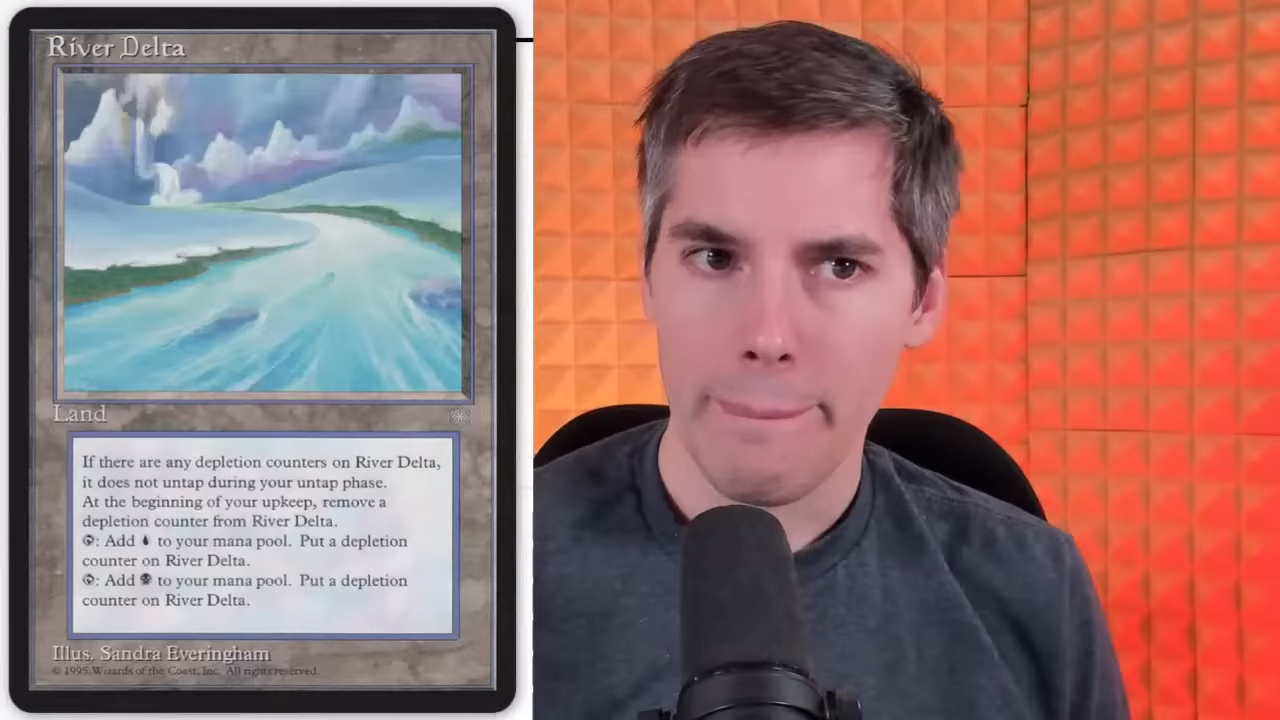 River Delta
Land
If there are any depletion counters on River Delta,
it does not untap during your untap phase.
At the beginning of your upkeep, remove a
depletion counter from River Delta.
: Add to your mana pool. Put a depletion
counter on River Delta.
: Add to your mana pool. Put a depletion
counter on River Delta.
Illus. Sandra Everingham
© 1995 Wizards of the Coast, Inc. All rights reserved.